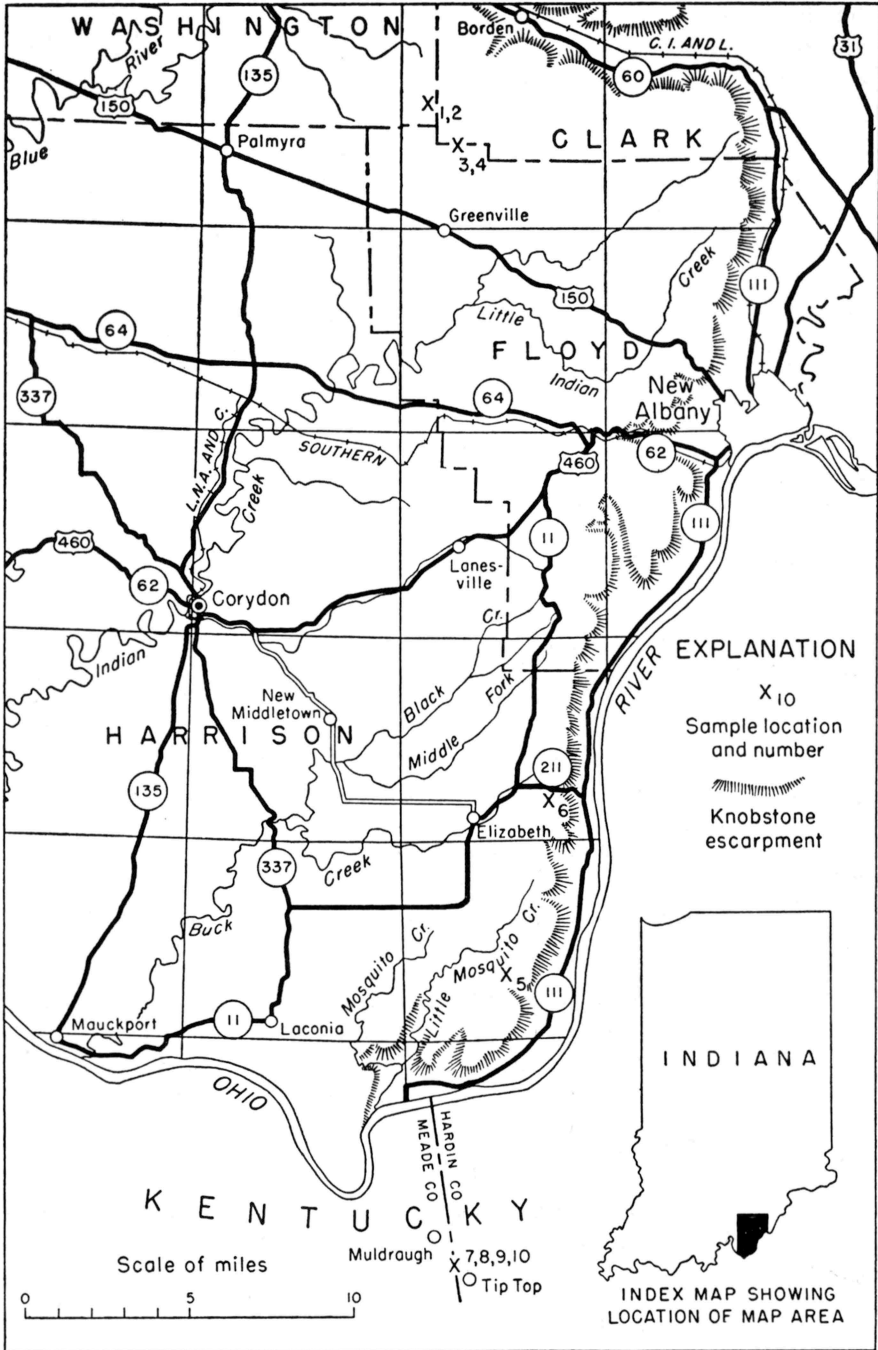 WASHINGTON
River
135
Borden
C. I. AND L.
31
60
150
X 1,2
Blue
Palmyra
X 3,4
CLARK
Greenville
Creek
111
150
Little
64
FLOYD
Indian
New
Albany
337
64
L.N.A. AND C.
SOUTHERN
460
62
Creek
460
11
111
Lanes-
ville
62
Corydon
Cr.
Indian
RIVER
EXPLANATION
X 10
Sample location
and number
Knobstone
escarpment
New
Middletown
Black
Fork
HARRISON
Middle
211
135
X 6
Elizabeth
337
Creek
Buck
Mosquito Cr.
Little Mosquito Cr.
X 5
111
Mauckport
11
Laconia
INDIANA
OHIO
HARDIN CO
MEADE CO
KENTUCKY
Muldraugh
X 7,8,9,10
Tip Top
Scale of miles
0 5 10
INDEX MAP SHOWING
LOCATION OF MAP AREA